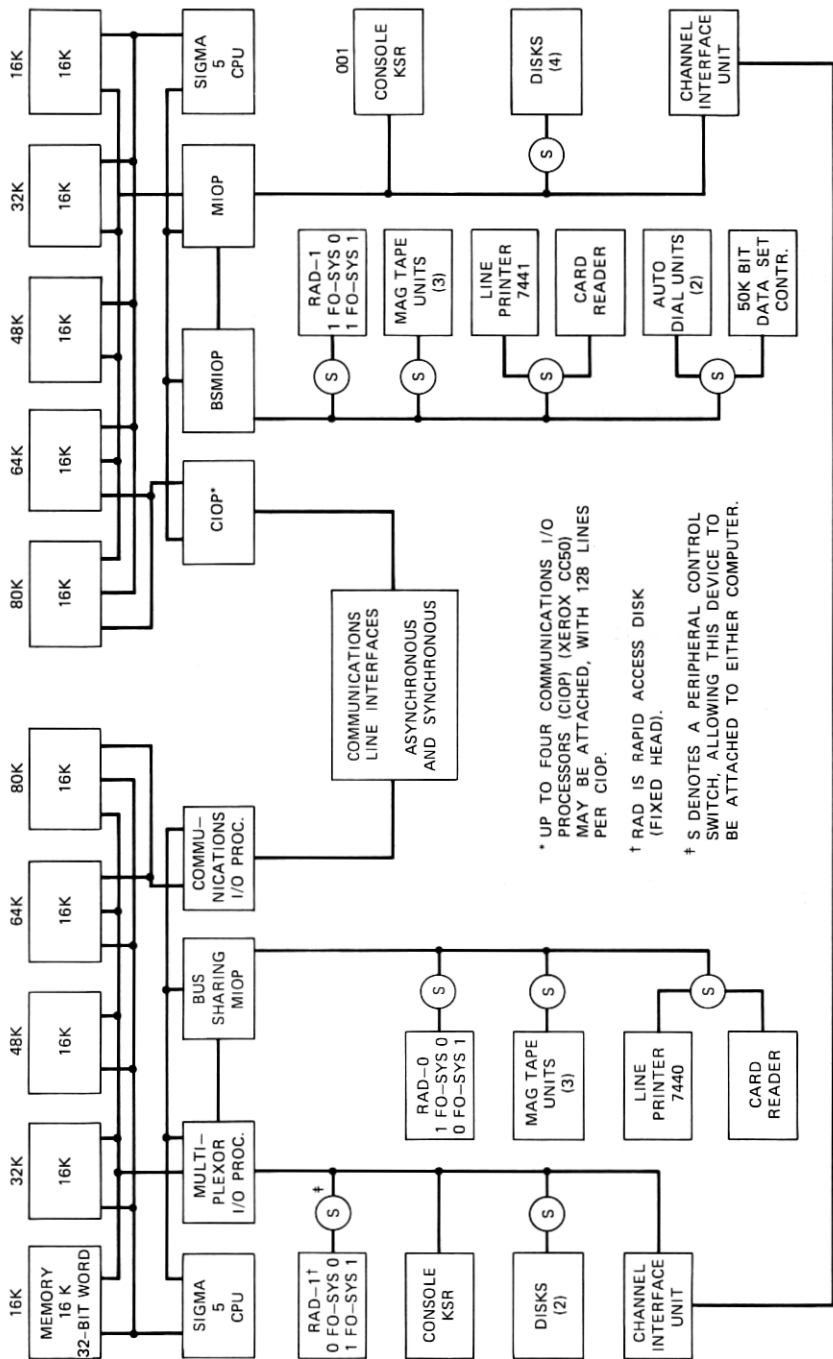 16K
32K
48K
64K
80K
80K
64K
48K
32K
16K
MEMORY
16 K
32-BIT WORD
16K
16K
16K
16K
16K
16K
16K
16K
16K
SIGMA
5
CPU
MULTI-
PLEXOR
I/O PROC.
BUS
SHARING
MIOP
COMMU-
NICATIONS
I/O PROC.
CIOP*
BSMIOP
MIOP
SIGMA
5
CPU
RAD–1†
0 FO–SYS 0
1 FO–SYS 1
S
‡
CONSOLE
KSR
DISKS
(2)
S
CHANNEL
INTERFACE
UNIT
RAD–0
1 FO–SYS 0
0 FO–SYS 1
S
MAG TAPE
UNITS
(3)
S
LINE
PRINTER
7440
S
CARD
READER
COMMUNICATIONS
LINE INTERFACES
ASYNCHRONOUS
AND SYNCHRONOUS
RAD–1
1 FO–SYS 0
1 FO–SYS 1
S
MAG TAPE
UNITS
(3)
S
LINE
PRINTER
7441
S
CARD
READER
AUTO
DIAL UNITS
(2)
S
50K BIT
DATA SET
CONTR.
001
CONSOLE
KSR
DISKS
(4)
S
CHANNEL
INTERFACE
UNIT
* UP TO FOUR COMMUNICATIONS I/O
PROCESSORS (CIOP) (XEROX CC50)
MAY BE ATTACHED, WITH 128 LINES
PER CIOP.
† RAD IS RAPID ACCESS DISK
(FIXED HEAD).
‡ S DENOTES A PERIPHERAL CONTROL
SWITCH, ALLOWING THIS DEVICE TO
BE ATTACHED TO EITHER COMPUTER.